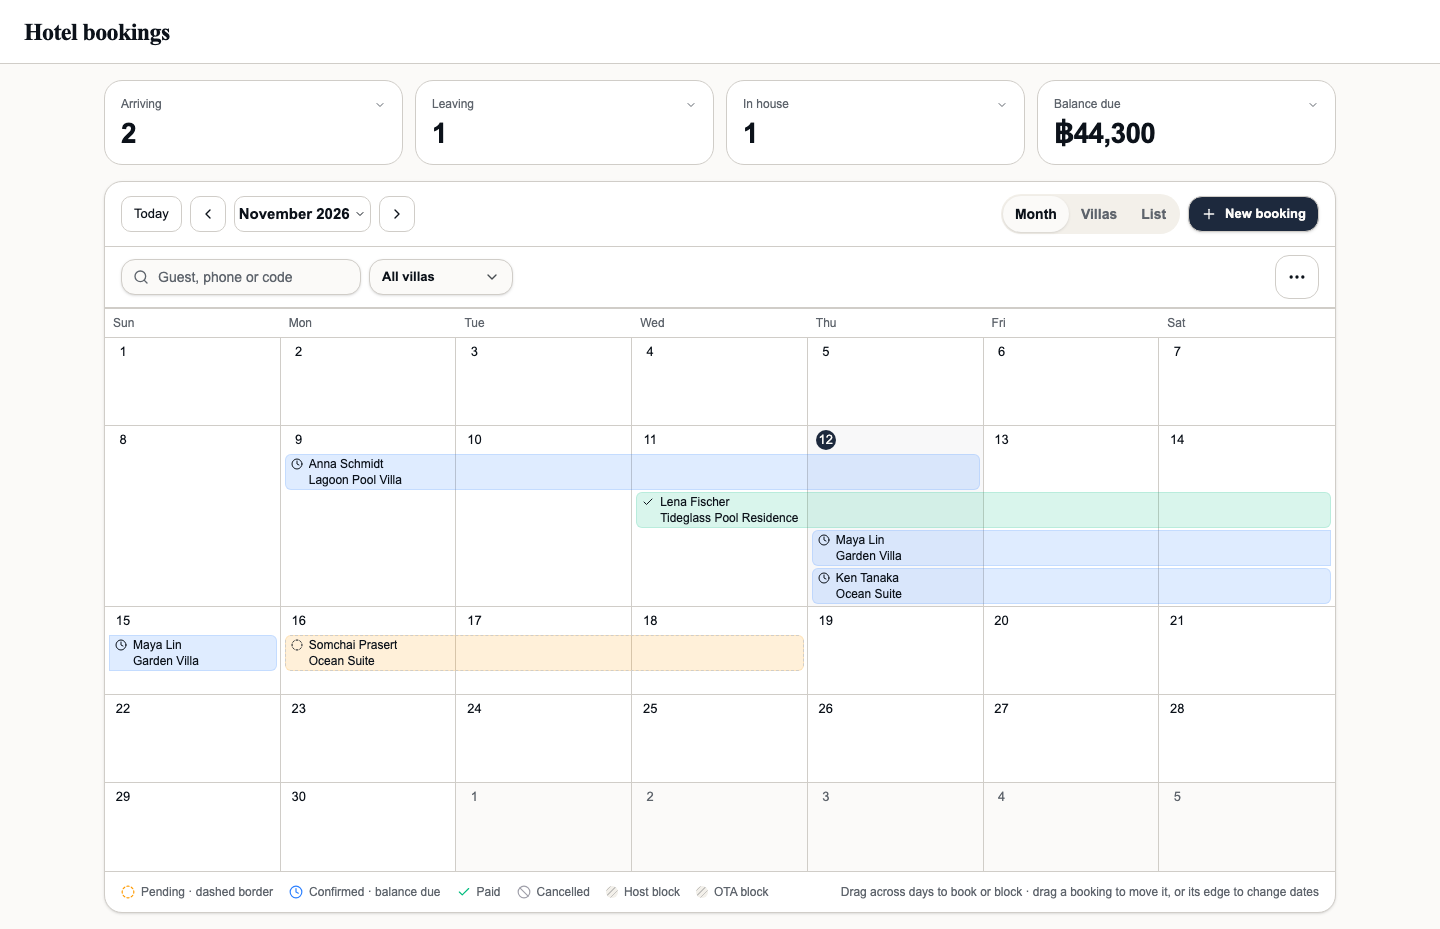 Hotel bookings
Arriving
2
Leaving
1
In house
1
Balance due
฿44,300
Today
November 2026
Month
Villas
List
New booking
Guest, phone or code
All villas
Sun Mon Tue Wed Thu Fri Sat
1 2 3 4 5 6 7
8 9 10 11 12 13 14
Anna Schmidt
Lagoon Pool Villa
Lena Fischer
Tideglass Pool Residence
Maya Lin
Garden Villa
Ken Tanaka
Ocean Suite
15 16 17 18 19 20 21
Maya Lin
Garden Villa
Somchai Prasert
Ocean Suite
22 23 24 25 26 27 28
29 30 1 2 3 4 5
Pending · dashed border
Confirmed · balance due
Paid
Cancelled
Host block
OTA block
Drag across days to book or block · drag a booking to move it, or its edge to change dates